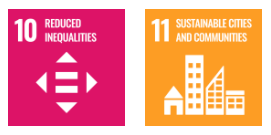 10 REDUCED
INEQUALITIES
11 SUSTAINABLE CITIES
AND COMMUNITIES